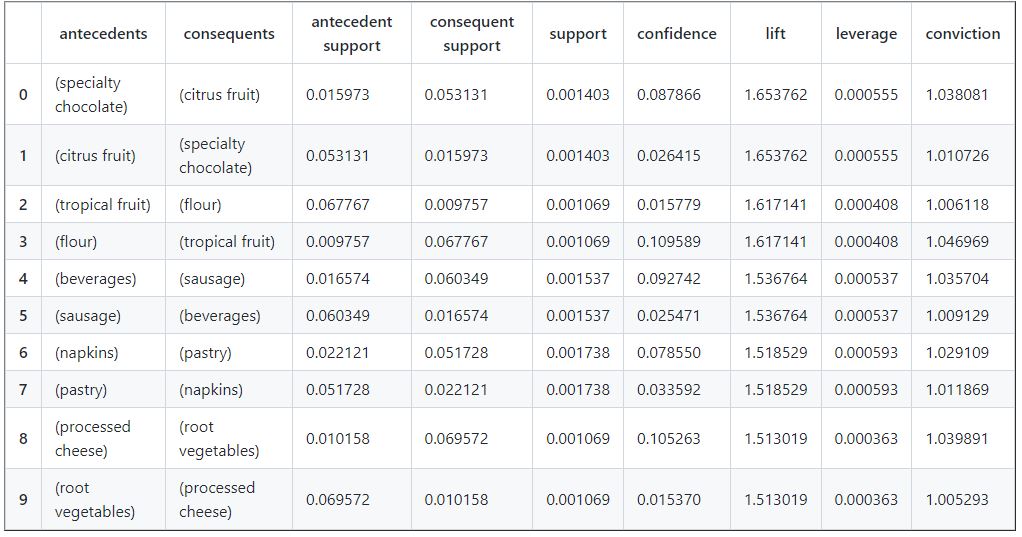 antecedents consequents antecedent support consequent support support confidence lift leverage conviction
0 (specialty chocolate) (citrus fruit) 0.015973 0.053131 0.001403 0.087866 1.653762 0.000555 1.038081
1 (citrus fruit) (specialty chocolate) 0.053131 0.015973 0.001403 0.026415 1.653762 0.000555 1.010726
2 (tropical fruit) (flour) 0.067767 0.009757 0.001069 0.015779 1.617141 0.000408 1.006118
3 (flour) (tropical fruit) 0.009757 0.067767 0.001069 0.109589 1.617141 0.000408 1.046969
4 (beverages) (sausage) 0.016574 0.060349 0.001537 0.092742 1.536764 0.000537 1.035704
5 (sausage) (beverages) 0.060349 0.016574 0.001537 0.025471 1.536764 0.000537 1.009129
6 (napkins) (pastry) 0.022121 0.051728 0.001738 0.078550 1.518529 0.000593 1.029109
7 (pastry) (napkins) 0.051728 0.022121 0.001738 0.033592 1.518529 0.000593 1.011869
8 (processed cheese) (root vegetables) 0.010158 0.069572 0.001069 0.105263 1.513019 0.000363 1.039891
9 (root vegetables) (processed cheese) 0.069572 0.010158 0.001069 0.015370 1.513019 0.000363 1.005293